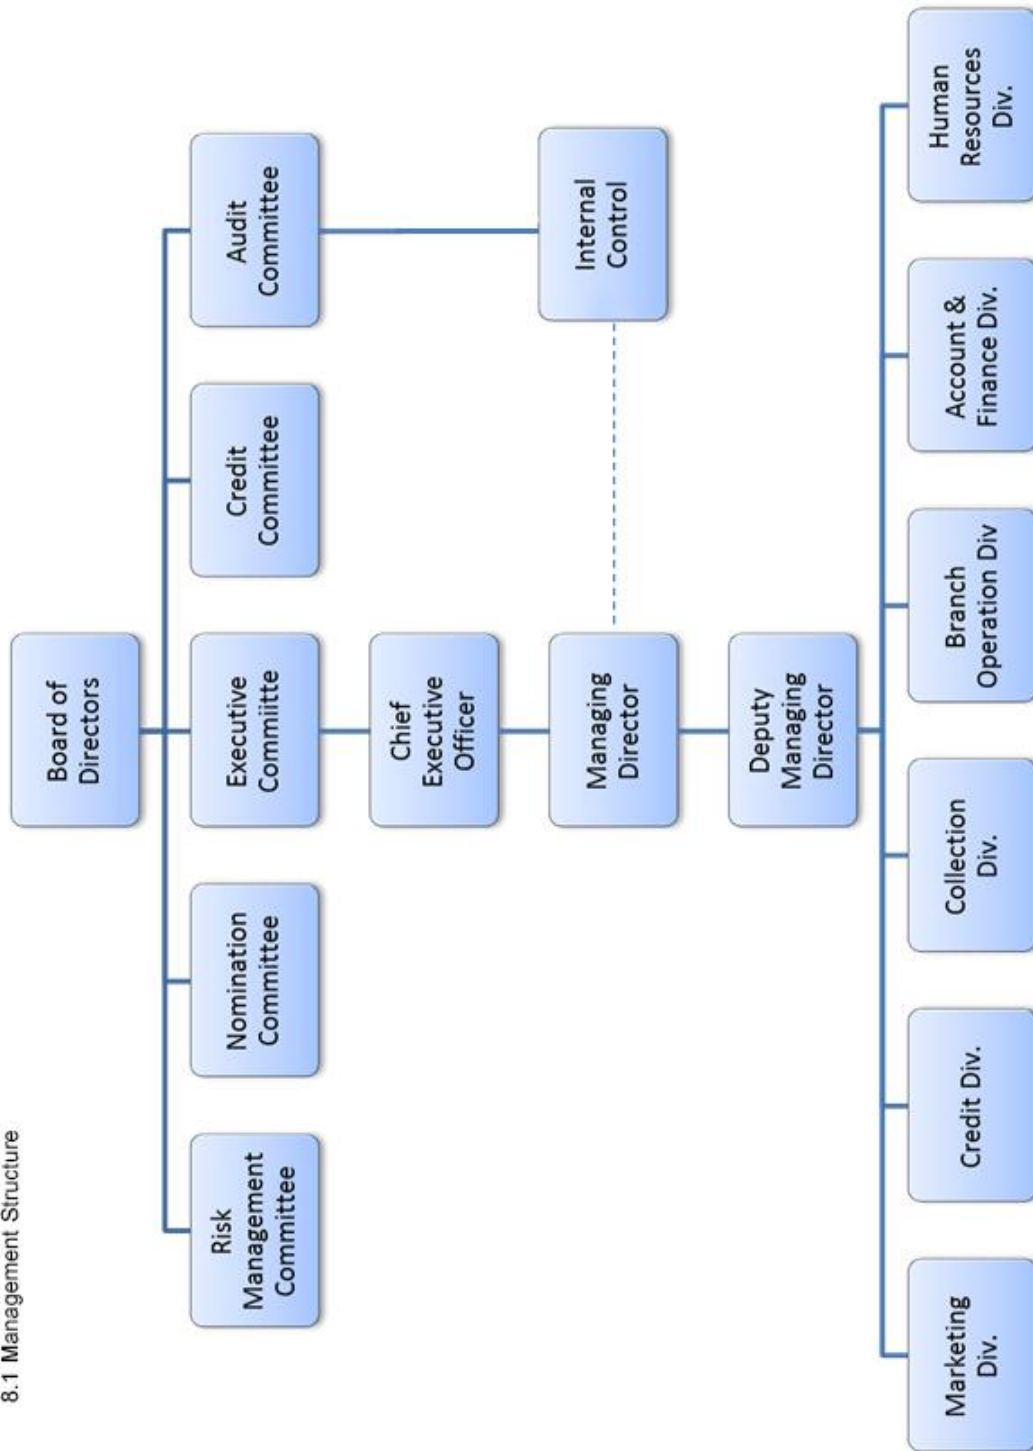 8.1 Management Structure
Board of
Directors
Risk
Management
Committee
Nomination
Committee
Executive
Commiitte
Credit
Committee
Audit
Committee
Chief
Executive
Officer
Managing
Director
Internal
Control
Deputy
Managing
Director
Marketing
Div.
Credit Div.
Collection
Div.
Branch
Operation Div
Account &
Finance Div.
Human
Resources
Div.